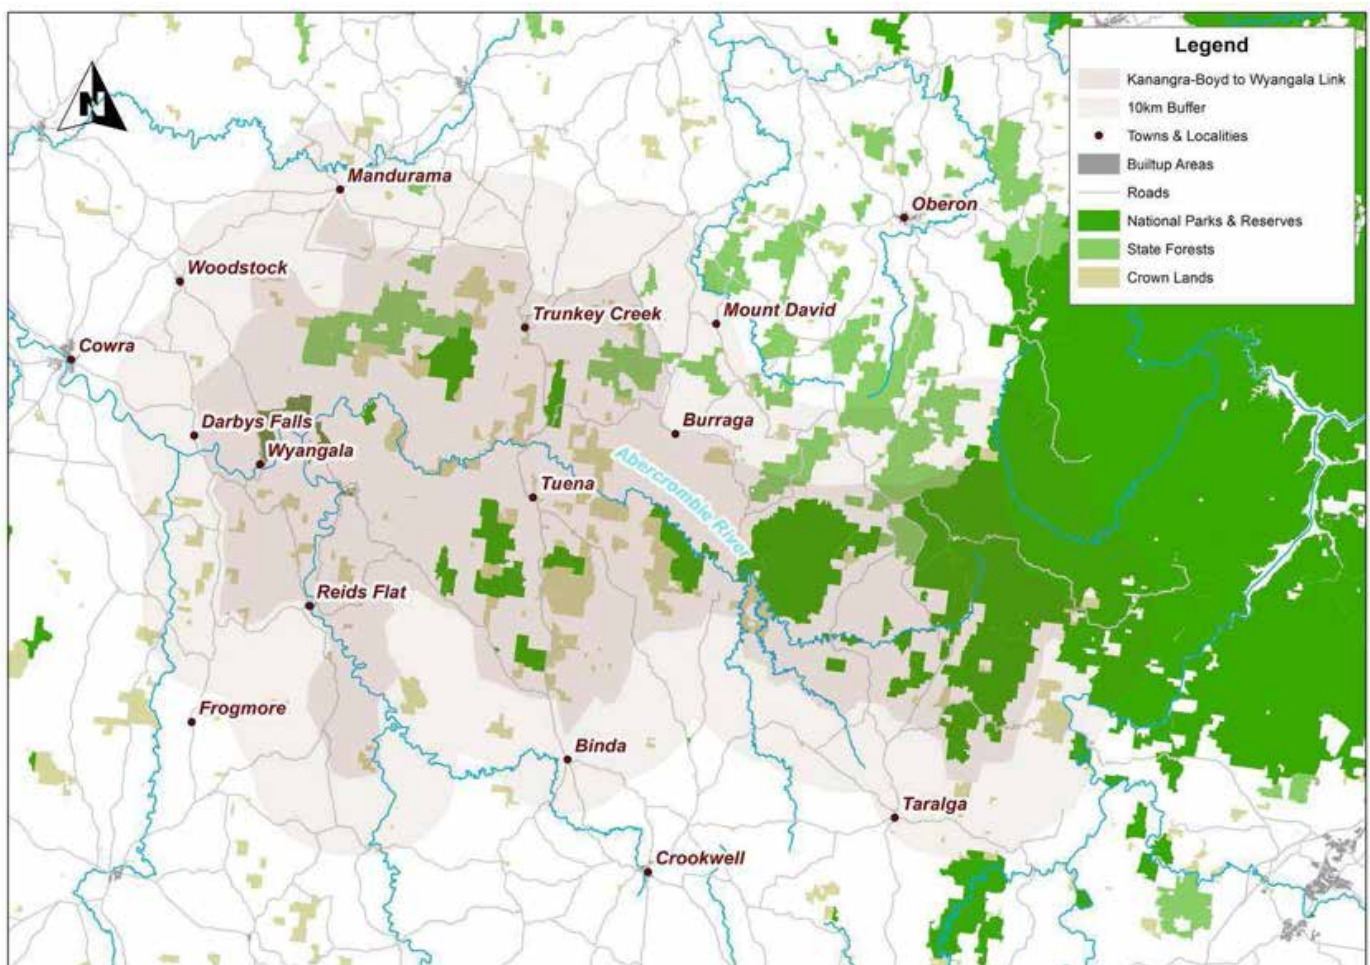 Legend
Kanangra-Boyd to Wyangala Link
10km Buffer
Towns & Localities
Builtup Areas
Roads
National Parks & Reserves
State Forests
Crown Lands
N
Mandurama
Oberon
Woodstock
Trunkey Creek
Mount David
Cowra
Darbys Falls
Burraga
Wyangala
Abercrombie River
Tuena
Reids Flat
Frogmore
Binda
Taralga
Crookwell